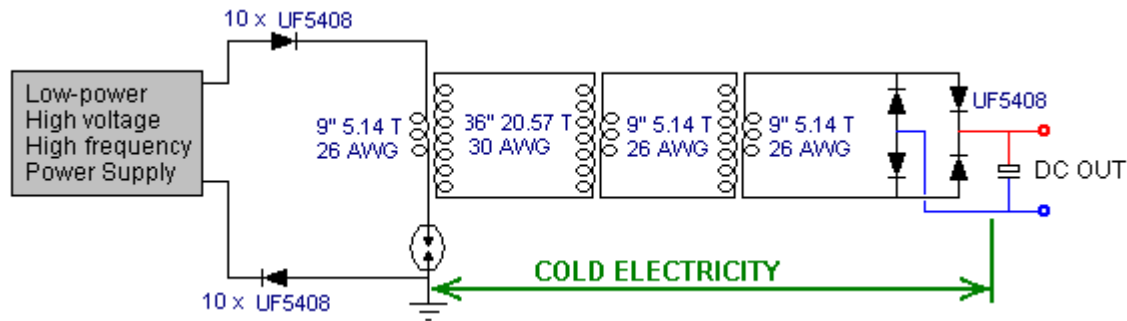 10 x UF5408
Low-power
High voltage
High frequency
Power Supply
9" 5.14 T
26 AWG
36" 20.57 T
30 AWG
9" 5.14 T
26 AWG
9" 5.14 T
26 AWG
UF5408
DC OUT
COLD ELECTRICITY
10 x UF5408